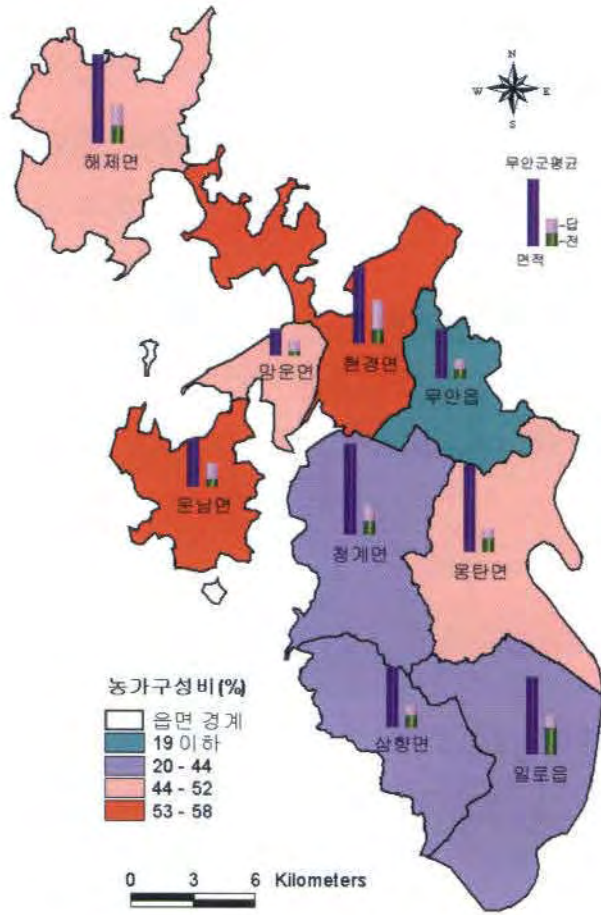 N
W E
S
무안군평균
답
전
면적
해제면
현경면
망운면
무안읍
운남면
청계면
몽탄면
삼향면
일로읍
농가구성비(%)
읍면 경계
19 이하
20 - 44
44 - 52
53 - 58
0 3 6 Kilometers